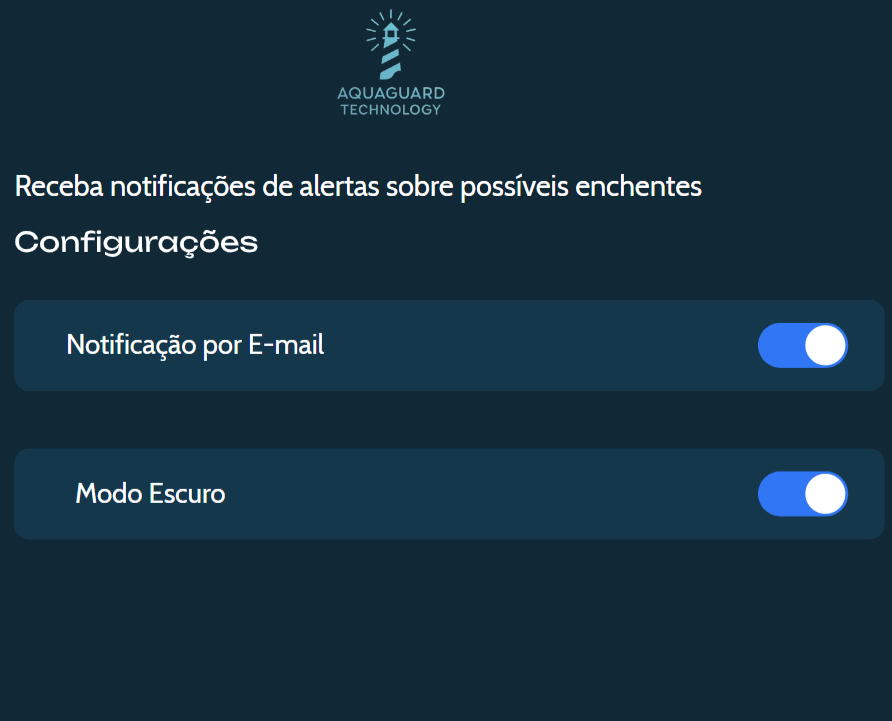 AQUAGUARD
TECHNOLOGY
Receba notificações de alertas sobre possíveis enchentes
Configurações
Notificação por E-mail
Modo Escuro